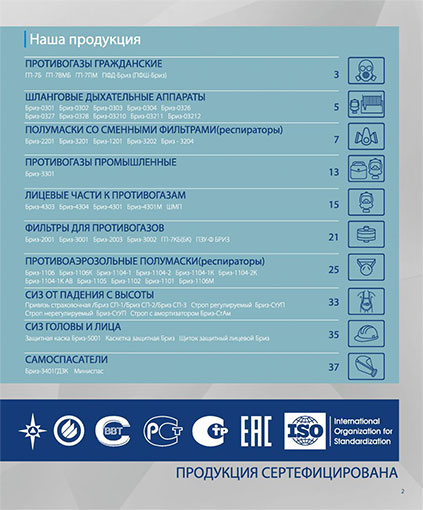 Наша продукция
ПРОТИВОГАЗЫ ГРАЖДАНСКИЕ
ГП-7Б ГП-7ВМБ ГП-7ПМ ПФД-Бриз (ПФШ-Бриз)
3
ШЛАНГОВЫЕ ДЫХАТЕЛЬНЫЕ АППАРАТЫ
Бриз-0301 Бриз-0302 Бриз-0303 Бриз-0304 Бриз-0326
Бриз-0327 Бриз-0328 Бриз-03210 Бриз-03211 Бриз-03212
5
ПОЛУМАСКИ СО СМЕННЫМИ ФИЛЬТРАМИ(респираторы)
Бриз-2201 Бриз-3201 Бриз-1201 Бриз-3202 Бриз - 3204
7
ПРОТИВОГАЗЫ ПРОМЫШЛЕННЫЕ
Бриз-3301
13
ЛИЦЕВЫЕ ЧАСТИ К ПРОТИВОГАЗАМ
Бриз-4303 Бриз-4304 Бриз-4301 Бриз-4301М ШМП
15
ФИЛЬТРЫ ДЛЯ ПРОТИВОГАЗОВ
Бриз-2001 Бриз-3001 Бриз-2003 Бриз-3002 ГП-7КБ(БК) ПЗУ-Ф БРИЗ
21
ПРОТИВОАЭРОЗОЛЬНЫЕ ПОЛУМАСКИ(респираторы)
Бриз-1106 Бриз-1106К Бриз-1104-1 Бриз-1104-2 Бриз-1104-1К Бриз-1104-2К
Бриз-1104-1К АВ Бриз-1105 Бриз-1102 Бриз-1101 Бриз-1106М
25
СИЗ ОТ ПАДЕНИЯ С ВЫСОТЫ
Привязь страховочная /Бриз СП-1/Бриз СП-2/ Бриз СП-3 Строп регулируемый Бриз-СтУП
Строп нерегулируемый Бриз-СтУП Строп с амортизатором Бриз-СтАм
33
СИЗ ГОЛОВЫ И ЛИЦА
Защитная каска Бриз-5001 Каскетка защитная Бриз Щиток защитный лицевой Бриз
35
САМОСПАСАТЕЛИ
Бриз-3401ГДЗК Миниспас
37
ВВТ
РСТ
СТР
EAC
ISO
International
Organization for
Standardization
ПРОДУКЦИЯ СЕРТЕФИЦИРОВАНА
2